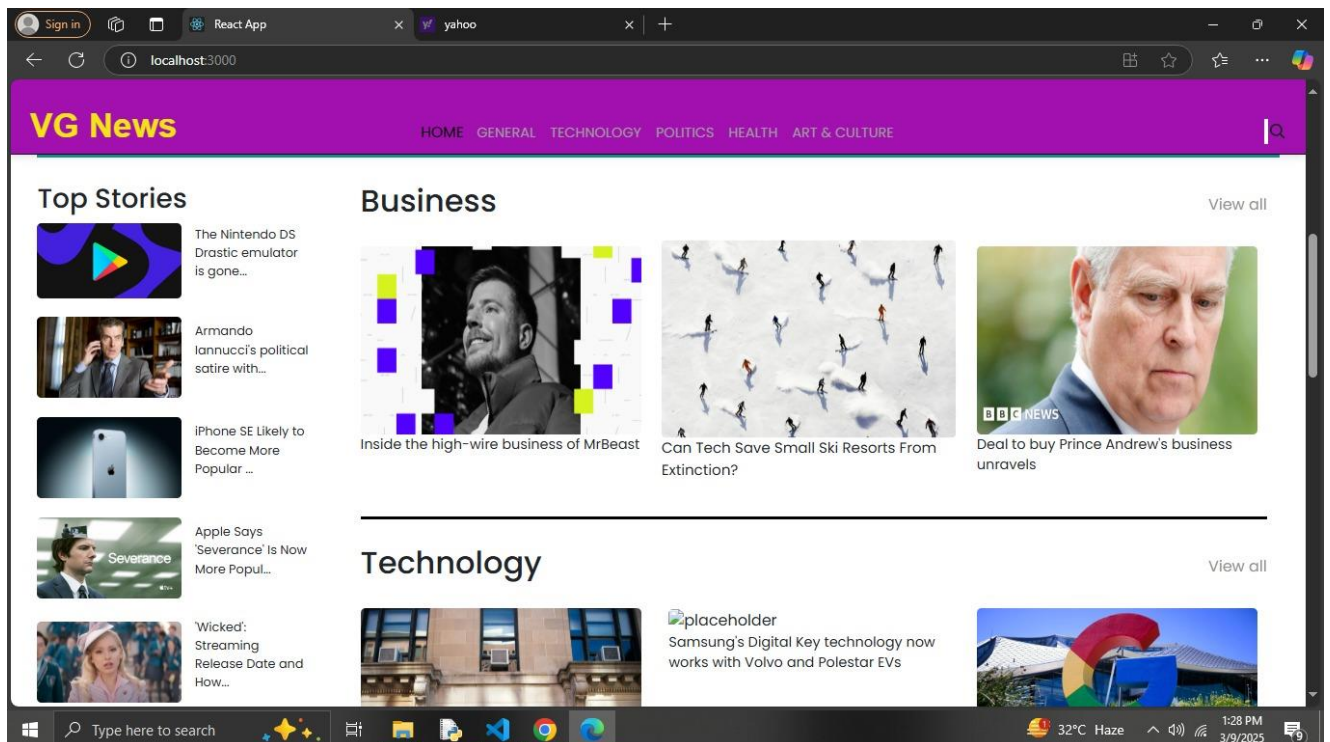 Sign in
React App
yahoo
localhost:3000
VG News
HOME GENERAL TECHNOLOGY POLITICS HEALTH ART & CULTURE
Top Stories
The Nintendo DS
Drastic emulator
is gone...
Armando
Iannucci's political
satire with...
iPhone SE Likely to
Become More
Popular ...
Severance
Apple Says
'Severance' Is Now
More Popul...
'Wicked':
Streaming
Release Date and
How...
Business
View all
Inside the high-wire business of MrBeast
Can Tech Save Small Ski Resorts From
Extinction?
BBC NEWS
Deal to buy Prince Andrew's business
unravels
Technology
View all
placeholder
Samsung's Digital Key technology now
works with Volvo and Polestar EVs
Type here to search
32°C Haze
1:28 PM
3/9/2025